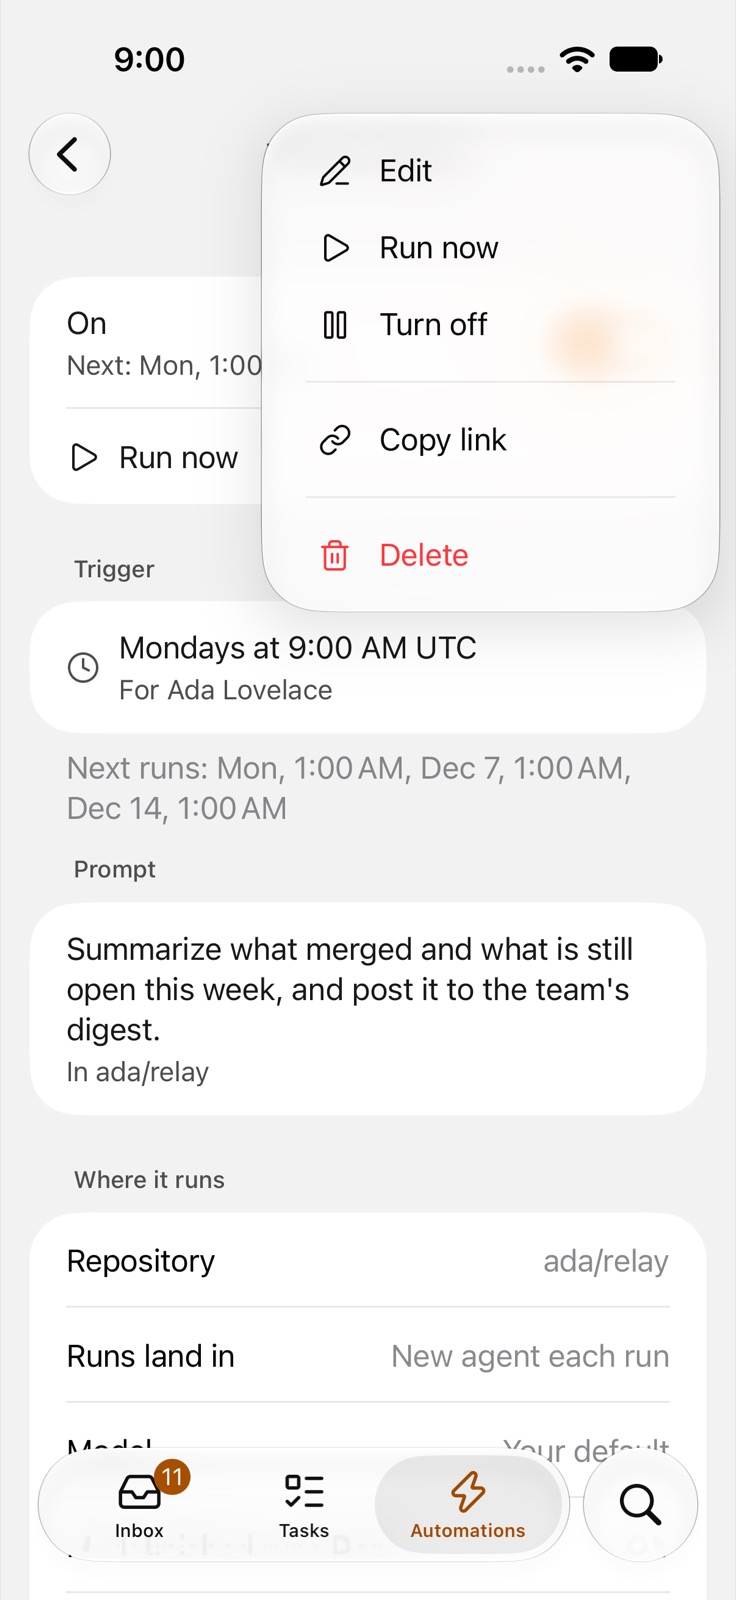 9:00
Edit
Run now
Turn off
Copy link
Delete
On
Next: Mon, 1:00
Run now
Trigger
Mondays at 9:00 AM UTC
For Ada Lovelace
Next runs: Mon, 1:00 AM, Dec 7, 1:00 AM,
Dec 14, 1:00 AM
Prompt
Summarize what merged and what is still
open this week, and post it to the team's
digest.
In ada/relay
Where it runs
Repository
ada/relay
Runs land in
New agent each run
Model
Your default
11
Inbox
Tasks
Automations